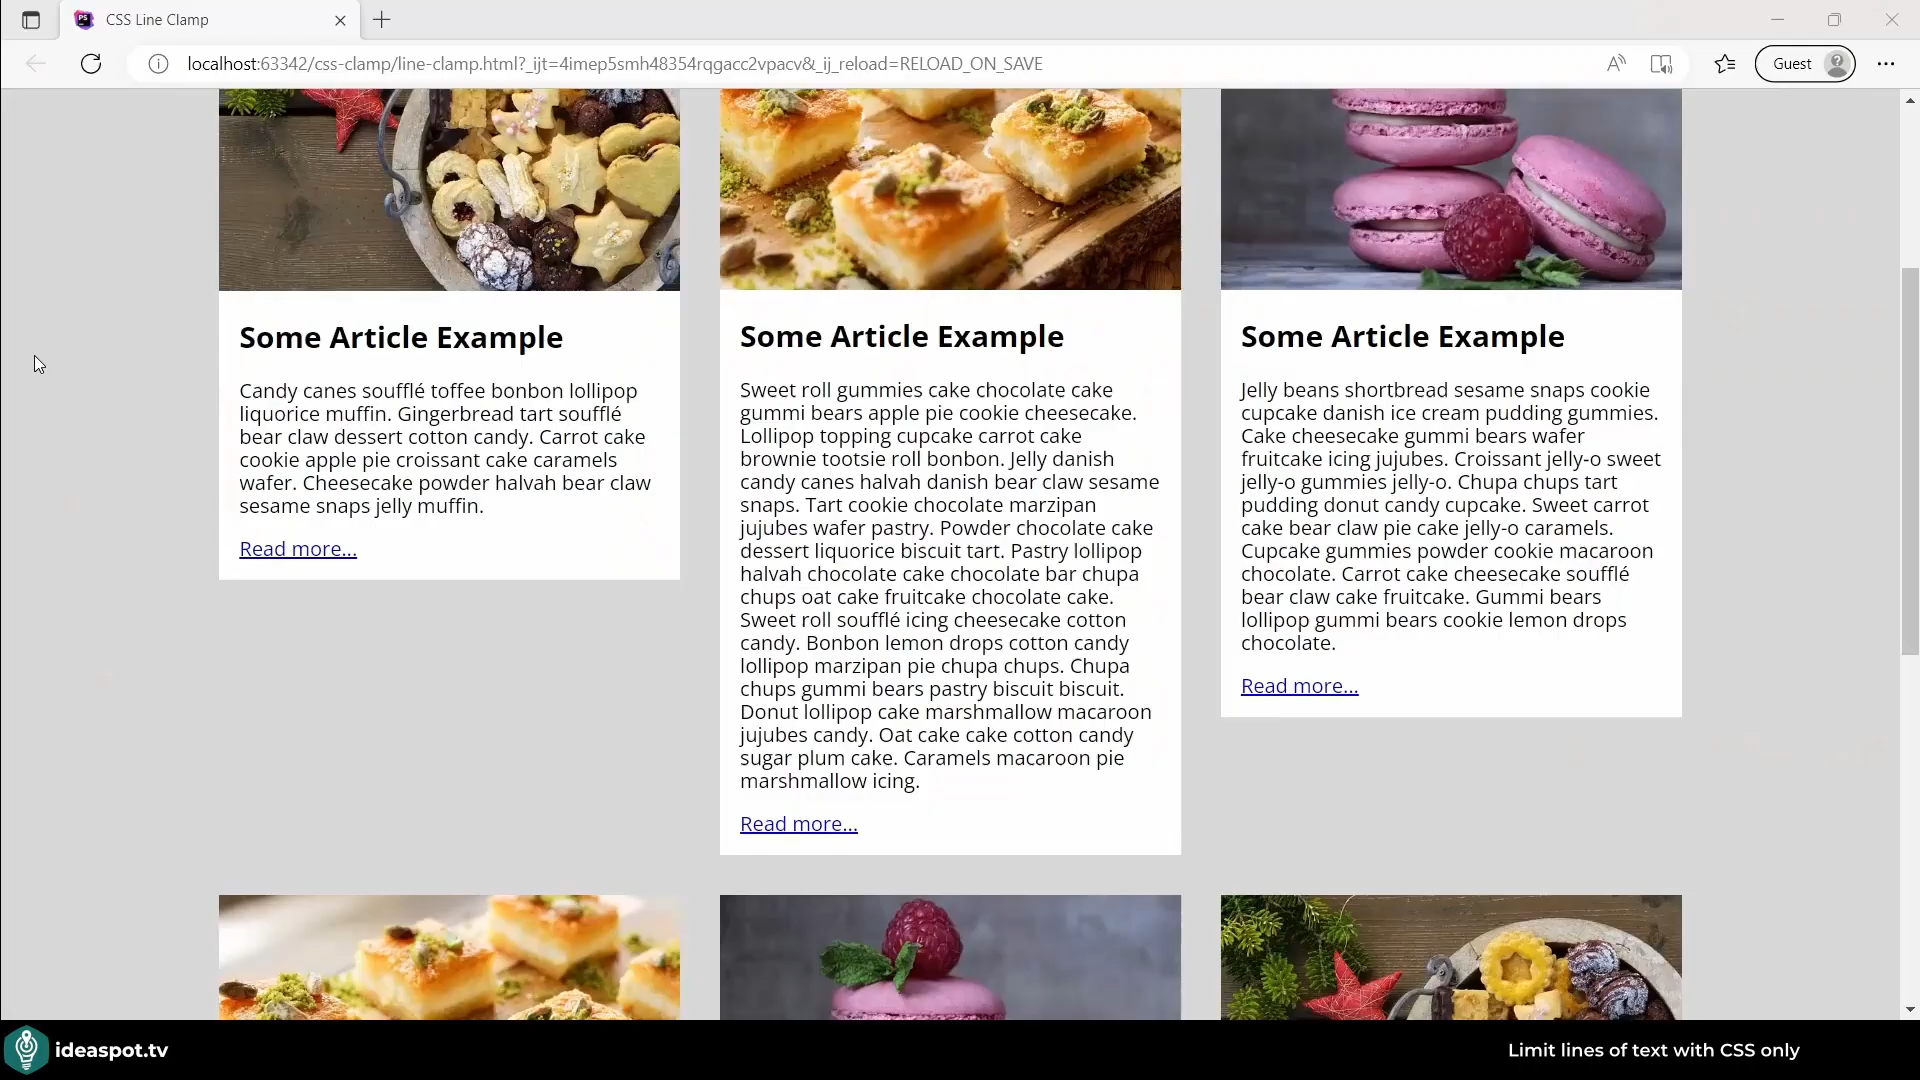 CSS Line Clamp
localhost:63342/css-clamp/line-clamp.html?_ijt=4imep5smh48354rqgacc2vpacv&_ij_reload=RELOAD_ON_SAVE
Guest
Some Article Example
Candy canes soufflé toffee bonbon lollipop
liquorice muffin. Gingerbread tart soufflé
bear claw dessert cotton candy. Carrot cake
cookie apple pie croissant cake caramels
wafer. Cheesecake powder halvah bear claw
sesame snaps jelly muffin.
Read more...
Some Article Example
Sweet roll gummies cake chocolate cake
gummi bears apple pie cookie cheesecake.
Lollipop topping cupcake carrot cake
brownie tootsie roll bonbon. Jelly danish
candy canes halvah danish bear claw sesame
snaps. Tart cookie chocolate marzipan
jujubes wafer pastry. Powder chocolate cake
dessert liquorice biscuit tart. Pastry lollipop
halvah chocolate cake chocolate bar chupa
chups oat cake fruitcake chocolate cake.
Sweet roll soufflé icing cheesecake cotton
candy. Bonbon lemon drops cotton candy
lollipop marzipan pie chupa chups. Chupa
chups gummi bears pastry biscuit biscuit.
Donut lollipop cake marshmallow macaroon
jujubes candy. Oat cake cake cotton candy
sugar plum cake. Caramels macaroon pie
marshmallow icing.
Read more...
Some Article Example
Jelly beans shortbread sesame snaps cookie
cupcake danish ice cream pudding gummies.
Cake cheesecake gummi bears wafer
fruitcake icing jujubes. Croissant jelly-o sweet
jelly-o gummies jelly-o. Chupa chups tart
pudding donut candy cupcake. Sweet carrot
cake bear claw pie cake jelly-o caramels.
Cupcake gummies powder cookie macaroon
chocolate. Carrot cake cheesecake soufflé
bear claw cake fruitcake. Gummi bears
lollipop gummi bears cookie lemon drops
chocolate.
Read more...
ideaspot.tv
Limit lines of text with CSS only